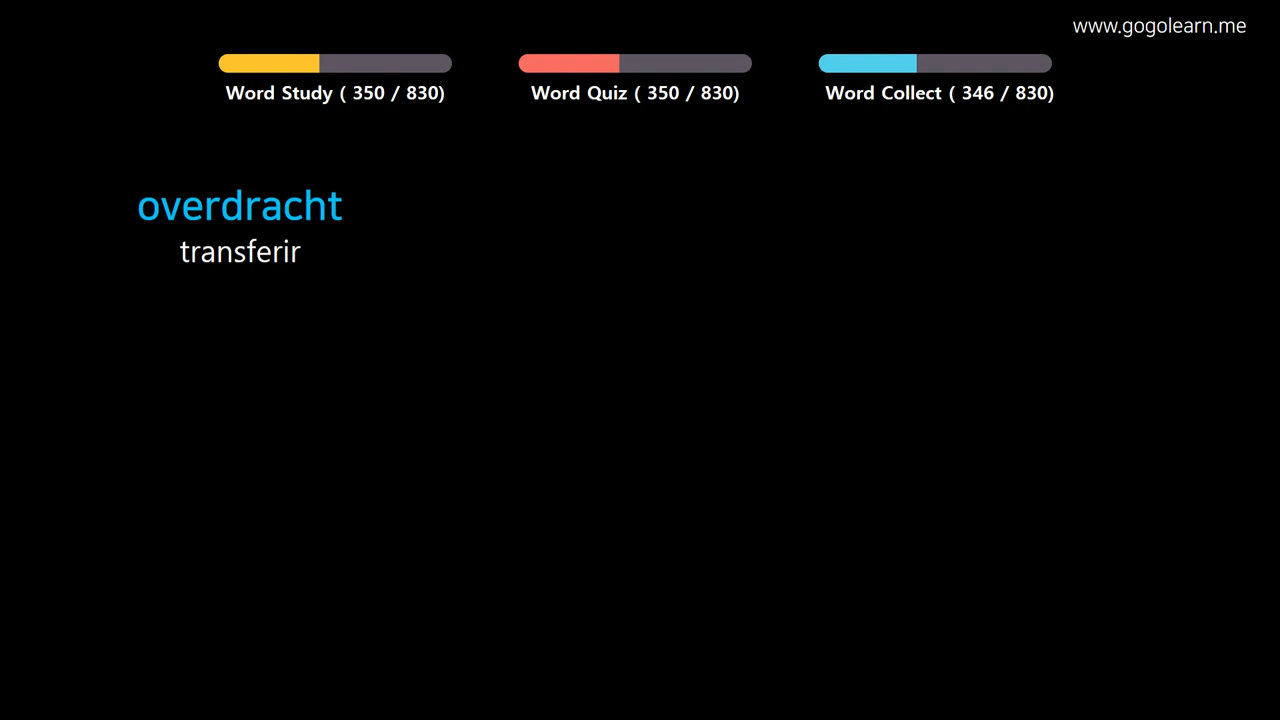 www.gogolearn.me
Word Study ( 350 / 830)
Word Quiz ( 350 / 830)
Word Collect ( 346 / 830)
overdracht
transferir